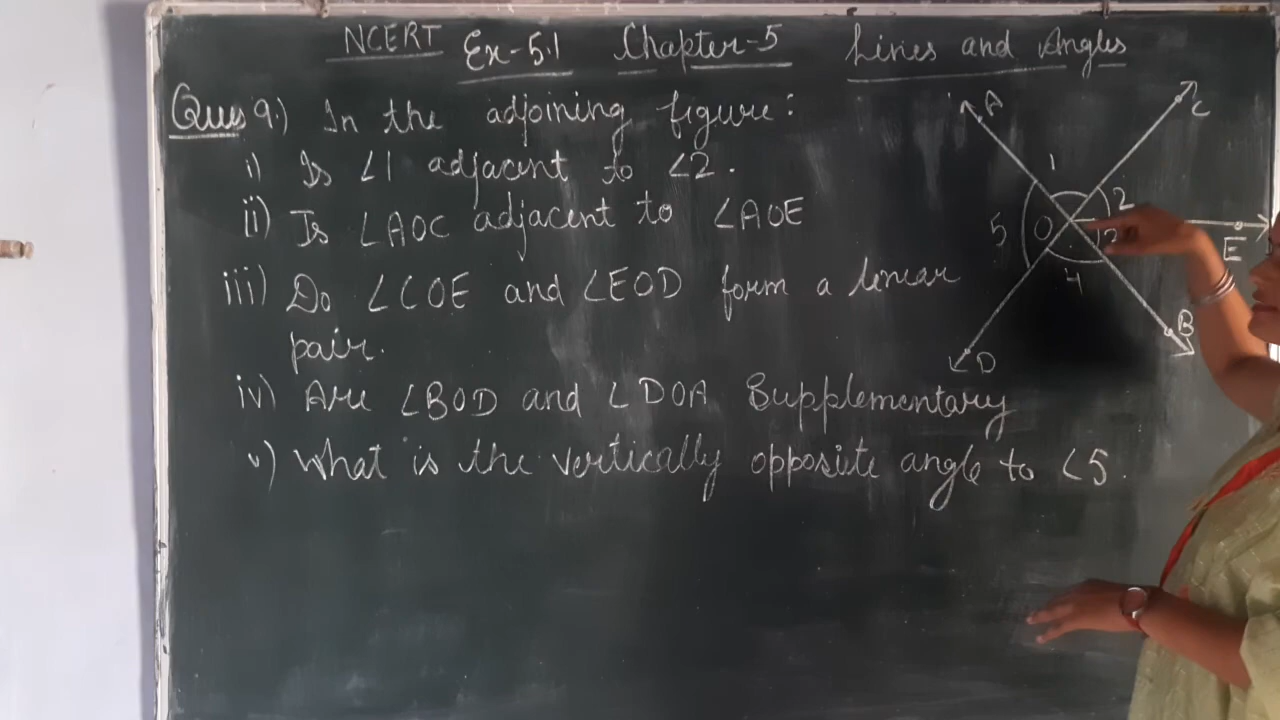 NCERT Ex-5.1 Chapter-5 Lines and Angles
Ques 9.) In the adjoining figure:
i) Is ∠1 adjacent to ∠2.
ii) Is ∠AOC adjacent to ∠AOE
iii) Do ∠COE and ∠EOD form a linear
pair.
iv) Are ∠BOD and ∠DOA Supplementary
v) What is the vertically opposite angle to ∠5.
A
C
1
2
5
O
E
4
B
D